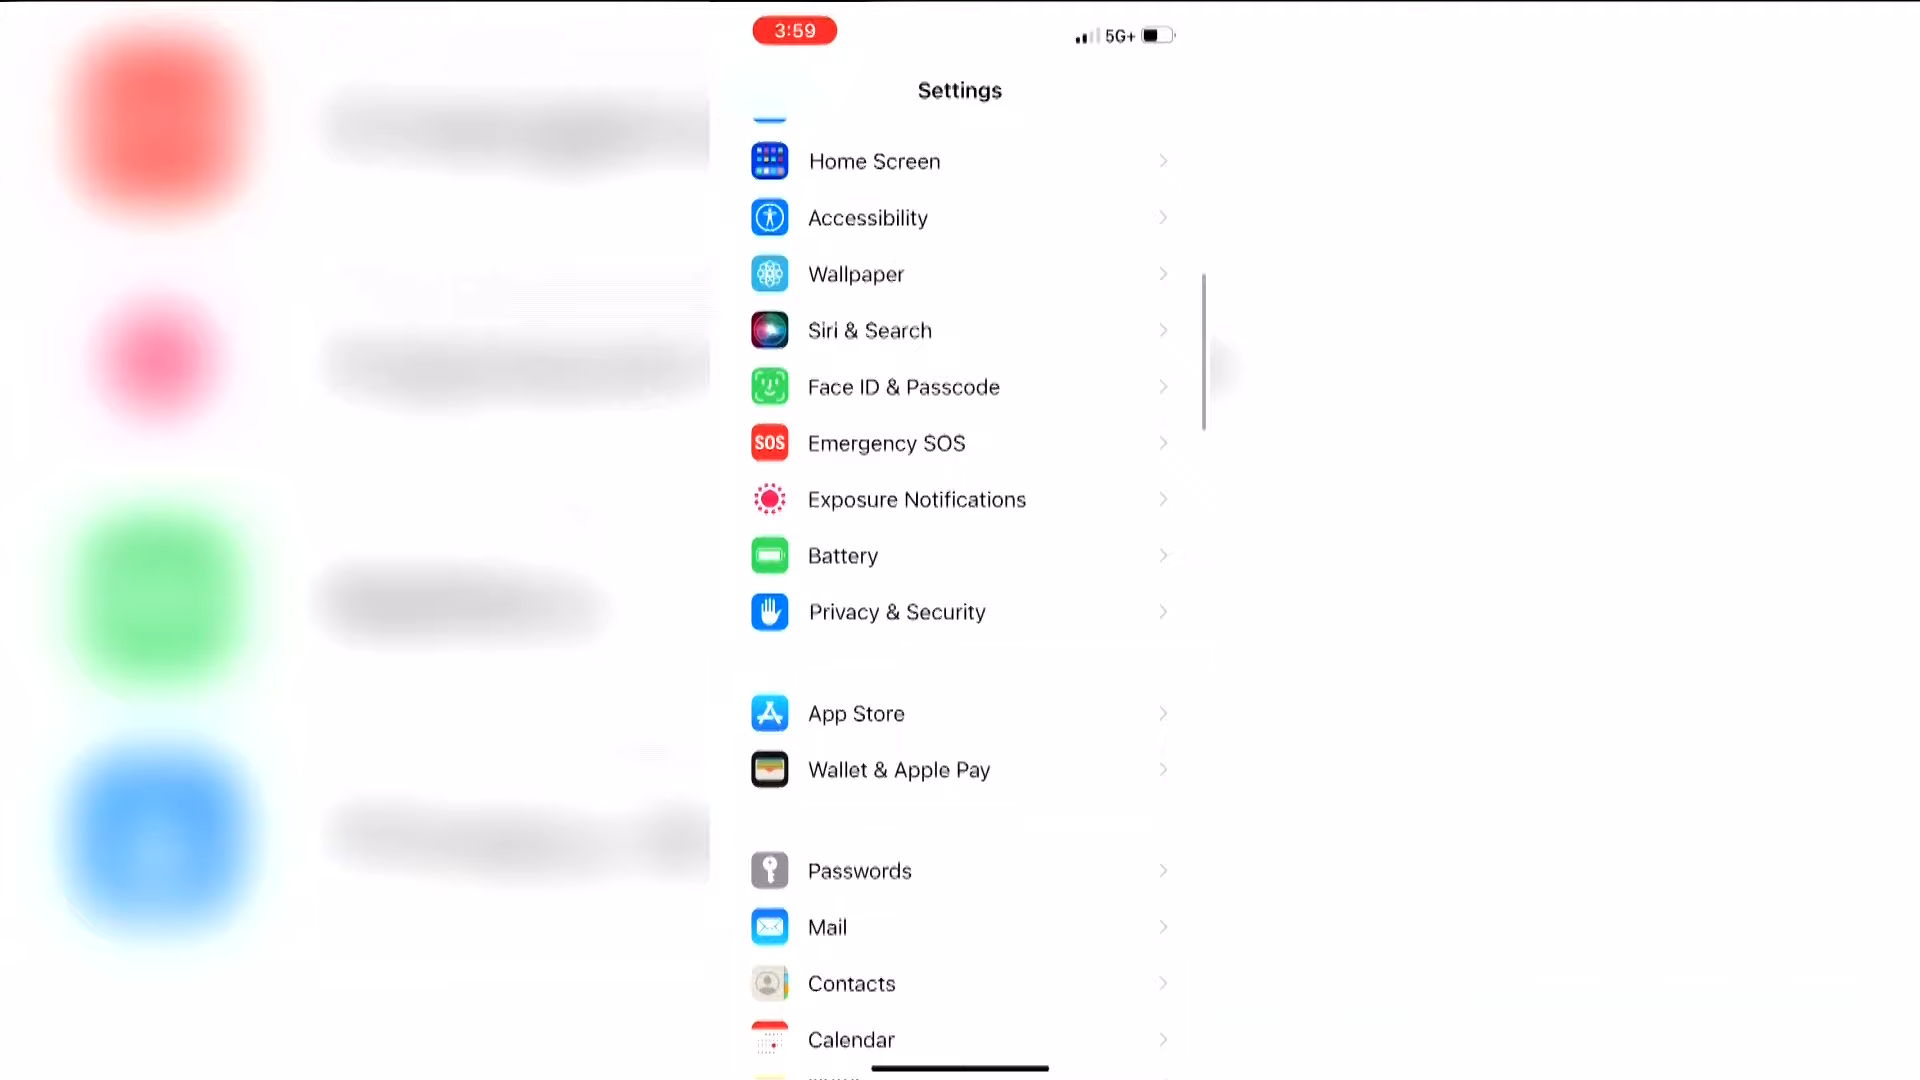 3:59
5G+
Settings
Home Screen
Accessibility
Wallpaper
Siri & Search
Face ID & Passcode
SOS
Emergency SOS
Exposure Notifications
Battery
Privacy & Security
App Store
Wallet & Apple Pay
Passwords
Mail
Contacts
Calendar